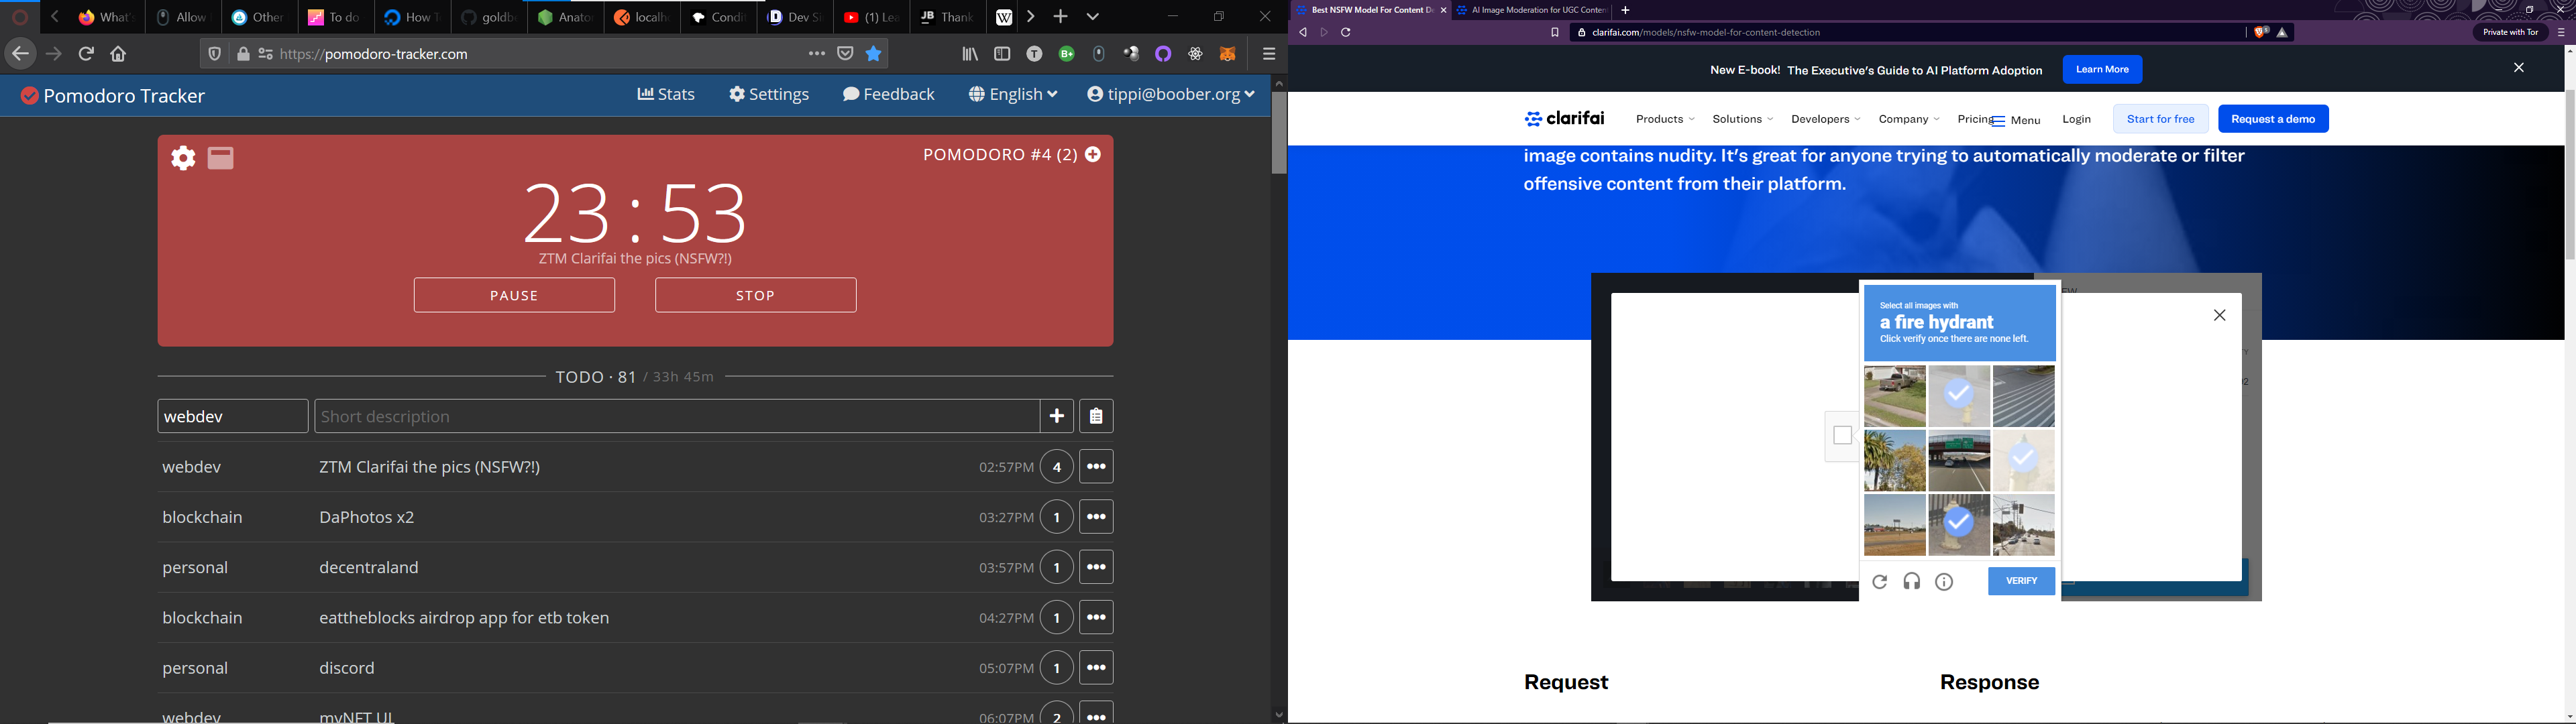 What's
Allow
Other
To do
How T
goldb
Anator
localh
Condi
Dev Si
(1) Lea
Thank
https://pomodoro-tracker.com
Pomodoro Tracker
Stats
Settings
Feedback
English
tippi@boober.org
POMODORO #4 (2)
23:53
ZTM Clarifai the pics (NSFW?!)
PAUSE
STOP
TODO · 81 / 33h 45m
webdev
Short description
webdev ZTM Clarifai the pics (NSFW?!) 02:57PM 4
blockchain DaPhotos x2 03:27PM 1
personal decentraland 03:57PM 1
blockchain eattheblocks airdrop app for etb token 04:27PM 1
personal discord 05:07PM 1
webdev myNFT UI 06:07PM 2
Best NSFW Model For Content De
AI Image Moderation for UGC Conten
clarifai.com/models/nsfw-model-for-content-detection
Private with Tor
New E-book! The Executive's Guide to AI Platform Adoption
Learn More
clarifai
Products
Solutions
Developers
Company
Pricing
Menu
Login
Start for free
Request a demo
image contains nudity. It's great for anyone trying to automatically moderate or filter
offensive content from their platform.
Select all images with
a fire hydrant
Click verify once there are none left.
VERIFY
Request
Response